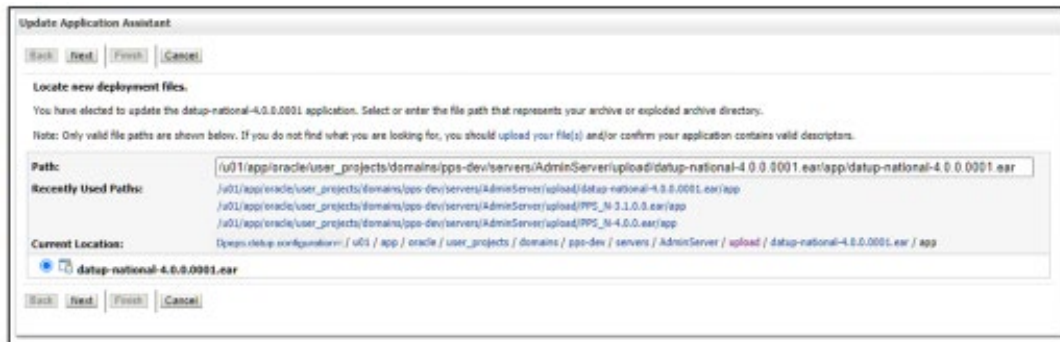 Update Application Assistant
Back Next Finish Cancel
Locate new deployment files.
You have elected to update the datup-national-4.0.0.0001 application. Select or enter the file path that represents your archive or exploded archive directory.
Note: Only valid file paths are shown below. If you do not find what you are looking for, you should upload your file(s) and/or confirm your application contains valid descriptors.
Path: /u01/app/oracle/user_projects/domains/pps-dev/servers/AdminServer/upload/datup-national-4.0.0.0001.ear/app/datup-national-4.0.0.0001.ear
Recently Used Paths: /u01/app/oracle/user_projects/domains/pps-dev/servers/AdminServer/upload/datup-national-4.0.0.0001.ear/app
/u01/app/oracle/user_projects/domains/pps-dev/servers/AdminServer/upload/PPS_N-3.1.0.0.ear/app
/u01/app/oracle/user_projects/domains/pps-dev/servers/AdminServer/upload/PPS_N-4.0.0.ear/app
Current Location: / u01 / app / oracle / user_projects / domains / pps-dev / servers / AdminServer / upload / datup-national-4.0.0.0001.ear / app
datup-national-4.0.0.0001.ear
Back Next Finish Cancel